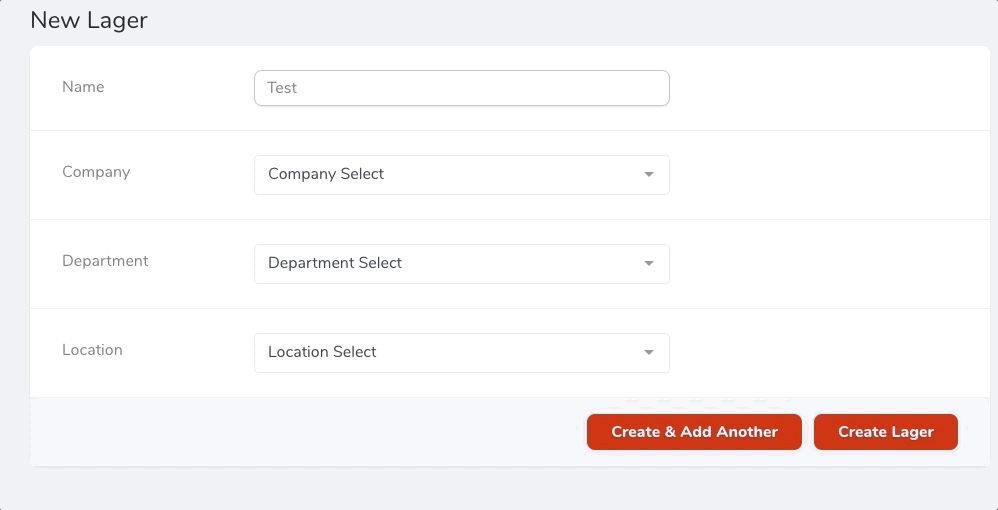 New Lager
Name
Test
Company
Company Select
Department
Department Select
Location
Location Select
Create & Add Another
Create Lager